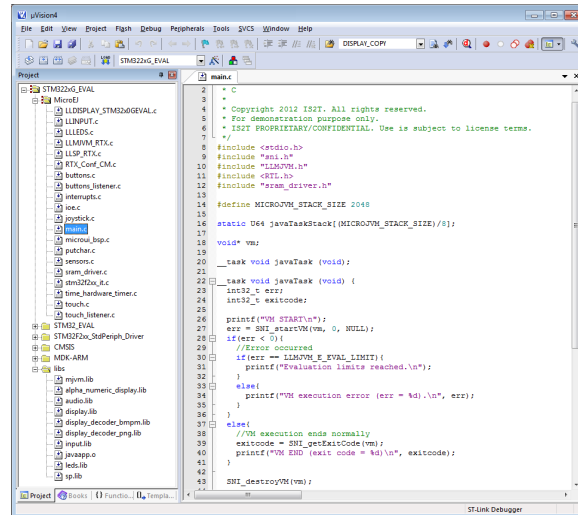 µVision4
File Edit View Project Flash Debug Peripherals Tools SVCS Window Help
DISPLAY_COPY
STM322xG_EVAL
Project
main.c
STM322xG_EVAL
MicroEJ
LLDISPLAY_STM32x0GEVAL.c
LLINPUT.c
LLLEDS.c
LLMJVM_RTX.c
LLSP_RTX.c
RTX_Conf_CM.c
buttons.c
buttons_listener.c
interrupts.c
ioe.c
joystick.c
main.c
microui_bsp.c
putchar.c
sensors.c
sram_driver.c
stm32f2xx_it.c
time_hardware_timer.c
touch.c
touch_listener.c
STM32_EVAL
STM32F2xx_StdPeriph_Driver
CMSIS
MDK-ARM
libs
mjvm.lib
alpha_numeric_display.lib
audio.lib
display.lib
display_decoder_bmpm.lib
display_decoder_png.lib
input.lib
javaapp.o
leds.lib
sp.lib
Project Books {} Functio... 0 Templa...
2 * C
3 *
4 * Copyright 2012 IS2T. All rights reserved.
5 * For demonstration purpose only.
6 * IS2T PROPRIETARY/CONFIDENTIAL. Use is subject to license terms.
7 */
8 #include <stdio.h>
9 #include "sni.h"
10 #include "LLMJVM.h"
11 #include <RTL.h>
12 #include "sram_driver.h"
13
14 #define MICROJVM_STACK_SIZE 2048
15
16 static U64 javaTaskStack[(MICROJVM_STACK_SIZE)/8];
17
18 void* vm;
19
20 __task void javaTask (void);
21
22 __task void javaTask (void) {
23 int32_t err;
24 int32_t exitcode;
25
26 printf("VM START\n");
27 err = SNI_startVM(vm, 0, NULL);
28 if(err < 0){
29 //Error occurred
30 if(err == LLMJVM_E_EVAL_LIMIT){
31 printf("Evaluation limits reached.\n");
32 }
33 else{
34 printf("VM execution error (err = %d).\n", err);
35 }
36 }
37 else{
38 //VM execution ends normally
39 exitcode = SNI_getExitCode(vm);
40 printf("VM END (exit code = %d)\n", exitcode);
41 }
42
43 SNI_destroyVM(vm);
ST-Link Debugger